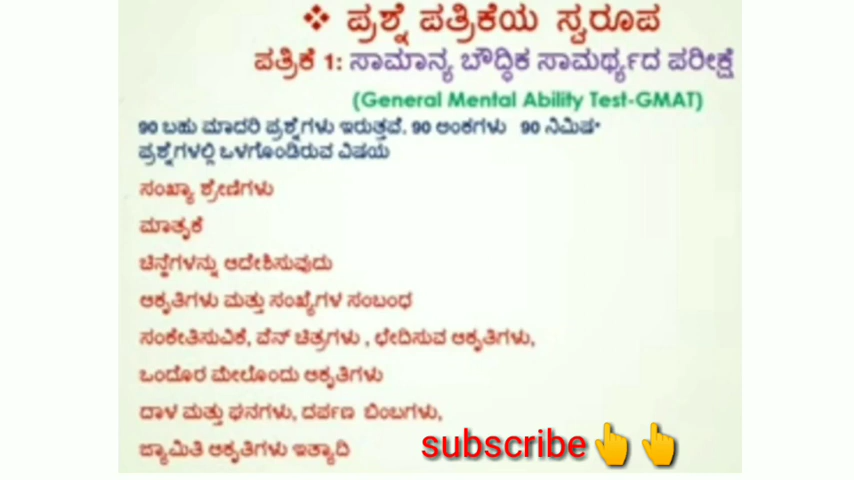 ❖ ಪ್ರಶ್ನೆ ಪತ್ರಿಕೆಯ ಸ್ವರೂಪ
ಪತ್ರಿಕೆ 1: ಸಾಮಾನ್ಯ ಬೌದ್ಧಿಕ ಸಾಮರ್ಥ್ಯದ ಪರೀಕ್ಷೆ
(General Mental Ability Test-GMAT)
90 ಬಹು ಮಾದರಿ ಪ್ರಶ್ನೆಗಳು ಇರುತ್ತವೆ. 90 ಅಂಕಗಳು 90 ನಿಮಿಷ
ಪ್ರಶ್ನೆಗಳಲ್ಲಿ ಒಳಗೊಂಡಿರುವ ವಿಷಯ
ಸಂಖ್ಯಾ ಶ್ರೇಣಿಗಳು
ಮಾತೃಕೆ
ಚಿನ್ಹೆಗಳನ್ನು ಆದೇಶಿಸುವುದು
ಆಕೃತಿಗಳು ಮತ್ತು ಸಂಖ್ಯೆಗಳ ಸಂಬಂಧ
ಸಂಕೇತಿಸುವಿಕೆ, ವೆನ್ ಚಿತ್ರಗಳು , ಛೇದಿಸುವ ಆಕೃತಿಗಳು,
ಒಂದೊರ ಮೇಲೊಂದು ಆಕೃತಿಗಳು
ದಾಳ ಮತ್ತು ಘನಗಳು, ದರ್ಪಣ ಬಿಂಬಗಳು,
ಜ್ಯಾಮಿತಿ ಆಕೃತಿಗಳು ಇತ್ಯಾದಿ
subscribe👆👆